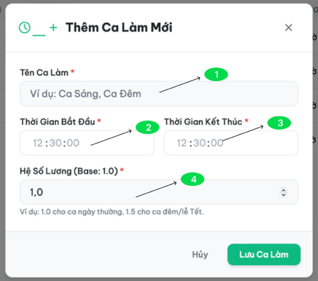 Thêm Ca Làm Mới
Tên Ca Làm *
1
Ví dụ: Ca Sáng, Ca Đêm
Thời Gian Bắt Đầu *
Thời Gian Kết Thúc *
2
3
12:30:00
12:30:00
Hệ Số Lương (Base: 1.0) *
4
1,0
Ví dụ: 1.0 cho ca ngày thường, 1.5 cho ca đêm/lễ Tết.
Hủy
Lưu Ca Làm